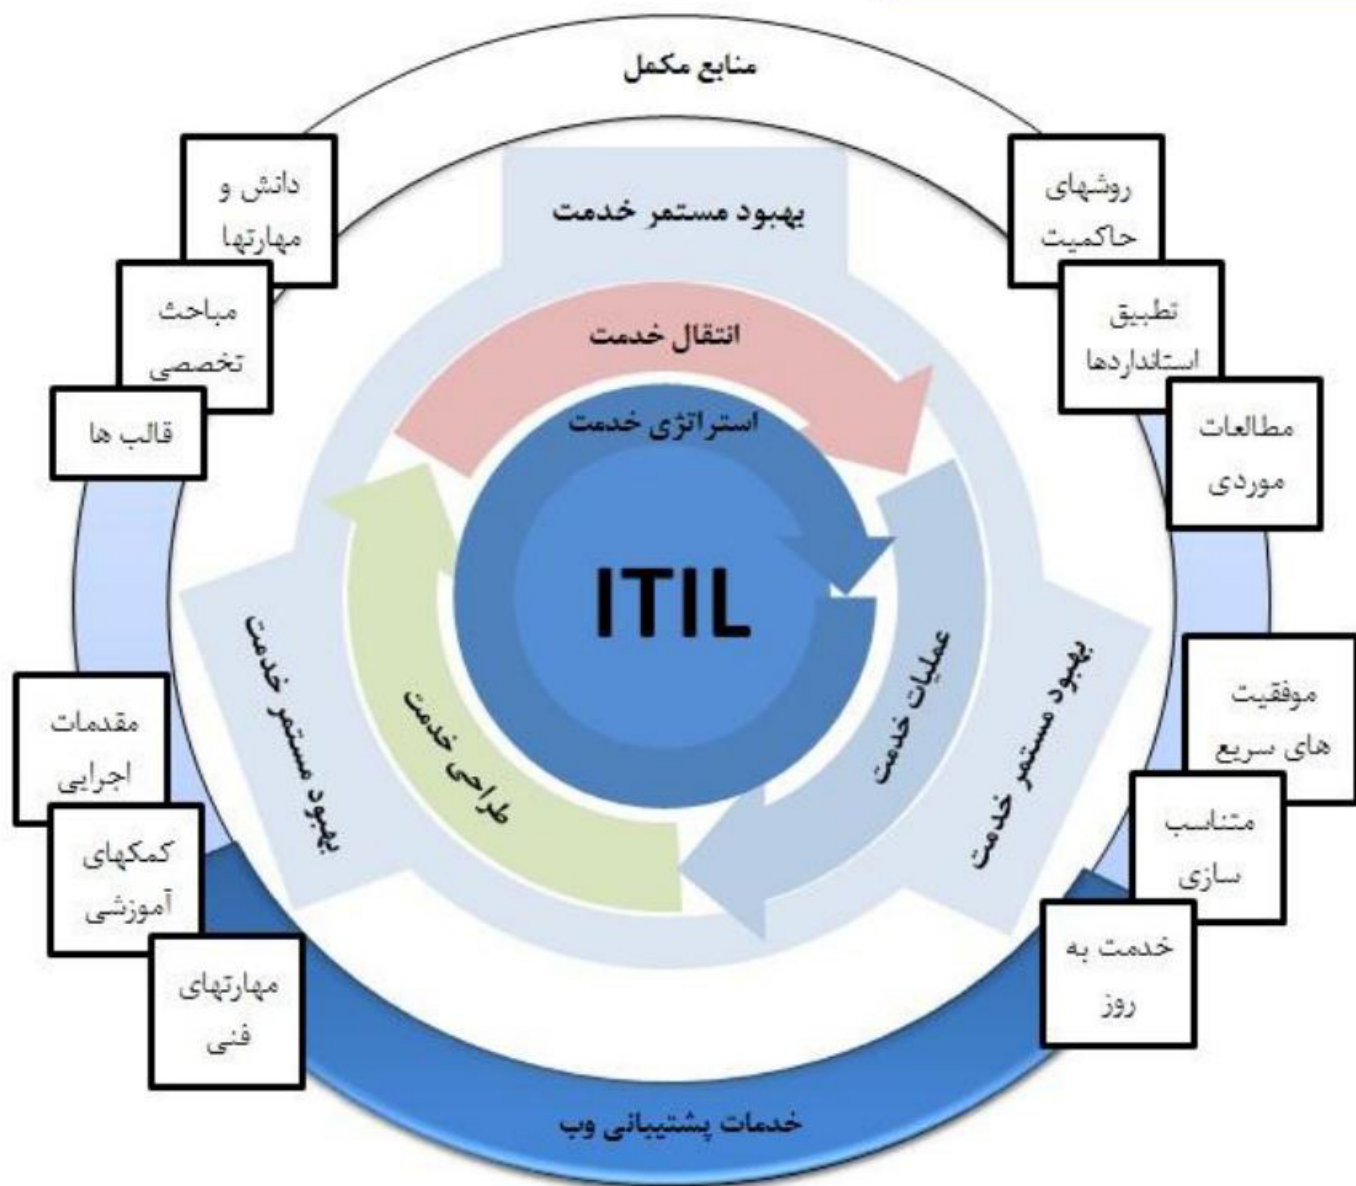 منابع مکمل
دانش و
مهارتها
روشهای
حاکمیت
بهبود مستمر خدمت
مباحث
تخصصی
تطبیق
استانداردها
انتقال خدمت
قالب ها
استراتژی خدمت
مطالعات
موردی
ITIL
بهبود مستمر خدمت
طراحی خدمت
عملیات خدمت
بهبود مستمر خدمت
مقدمات
اجرایی
موفقیت
های سریع
کمکهای
آموزشی
متناسب
سازی
مهارتهای
فنی
خدمت به
روز
خدمات پشتیبانی وب